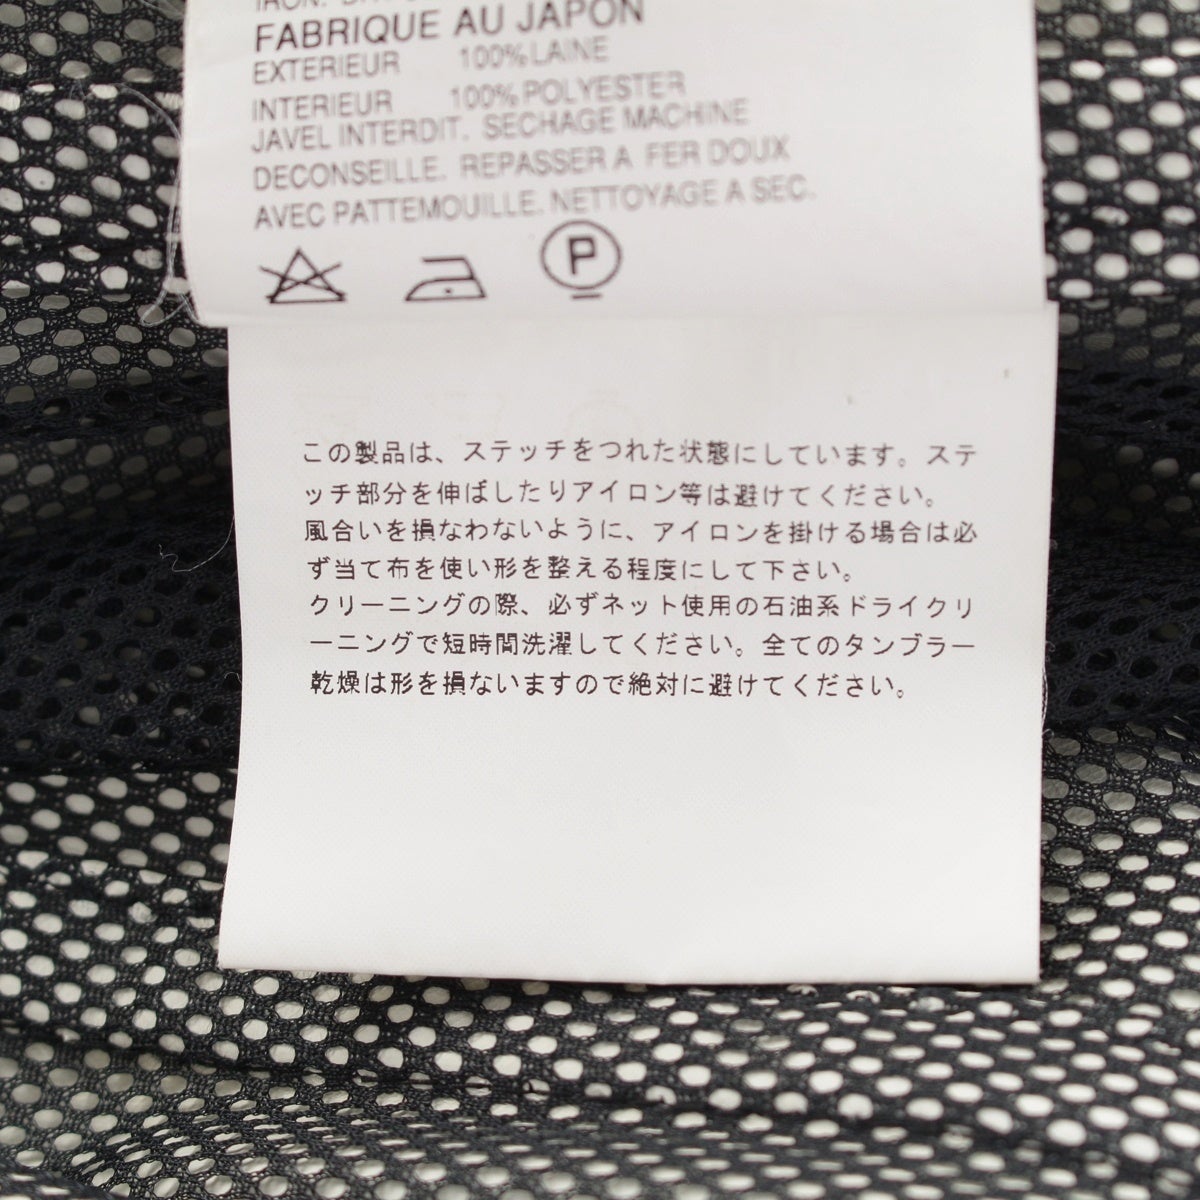 IRON.
FABRIQUE AU JAPON
EXTERIEUR 100%LAINE
INTERIEUR 100%POLYESTER
JAVEL INTERDIT. SECHAGE MACHINE
DECONSEILLE. REPASSER A FER DOUX
AVEC PATTEMOUILLE. NETTOYAGE A SEC.
P
この製品は、ステッチをつれた状態にしています。ステ
ッチ部分を伸ばしたりアイロン等は避けてください。
風合いを損なわないように、アイロンを掛ける場合は必
ず当て布を使い形を整える程度にして下さい。
クリーニングの際、必ずネット使用の石油系ドライクリ
ーニングで短時間洗濯してください。全てのタンブラー
乾燥は形を損ないますので絶対に避けてください。